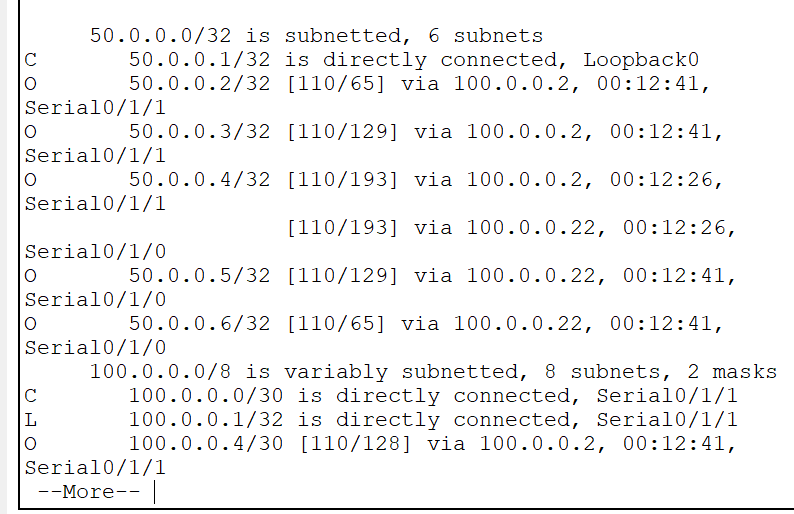 50.0.0.0/32 is subnetted, 6 subnets
C 50.0.0.1/32 is directly connected, Loopback0
O 50.0.0.2/32 [110/65] via 100.0.0.2, 00:12:41,
Serial0/1/1
O 50.0.0.3/32 [110/129] via 100.0.0.2, 00:12:41,
Serial0/1/1
O 50.0.0.4/32 [110/193] via 100.0.0.2, 00:12:26,
Serial0/1/1
[110/193] via 100.0.0.22, 00:12:26,
Serial0/1/0
O 50.0.0.5/32 [110/129] via 100.0.0.22, 00:12:41,
Serial0/1/0
O 50.0.0.6/32 [110/65] via 100.0.0.22, 00:12:41,
Serial0/1/0
100.0.0.0/8 is variably subnetted, 8 subnets, 2 masks
C 100.0.0.0/30 is directly connected, Serial0/1/1
L 100.0.0.1/32 is directly connected, Serial0/1/1
O 100.0.0.4/30 [110/128] via 100.0.0.2, 00:12:41,
Serial0/1/1
--More--